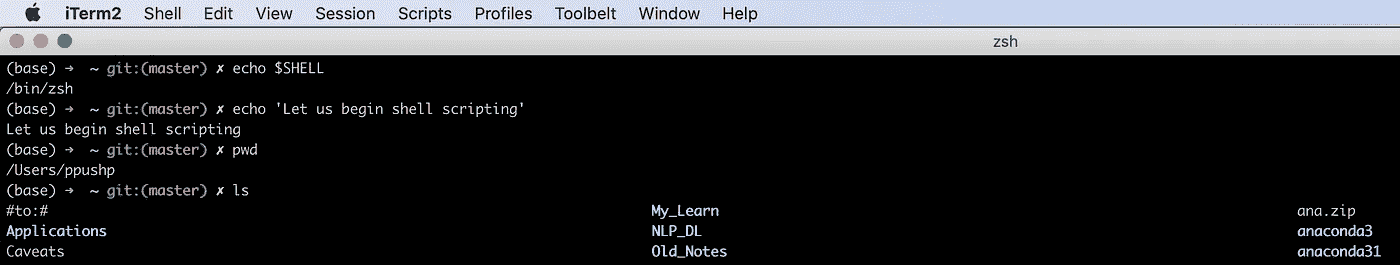 iTerm2 Shell Edit View Session Scripts Profiles Toolbelt Window Help
zsh
(base) → ~ git:(master) ✗ echo $SHELL
/bin/zsh
(base) → ~ git:(master) ✗ echo 'Let us begin shell scripting'
Let us begin shell scripting
(base) → ~ git:(master) ✗ pwd
/Users/ppushp
(base) → ~ git:(master) ✗ ls
#to:# My_Learn ana.zip
Applications NLP_DL anaconda3
Caveats Old_Notes anaconda31